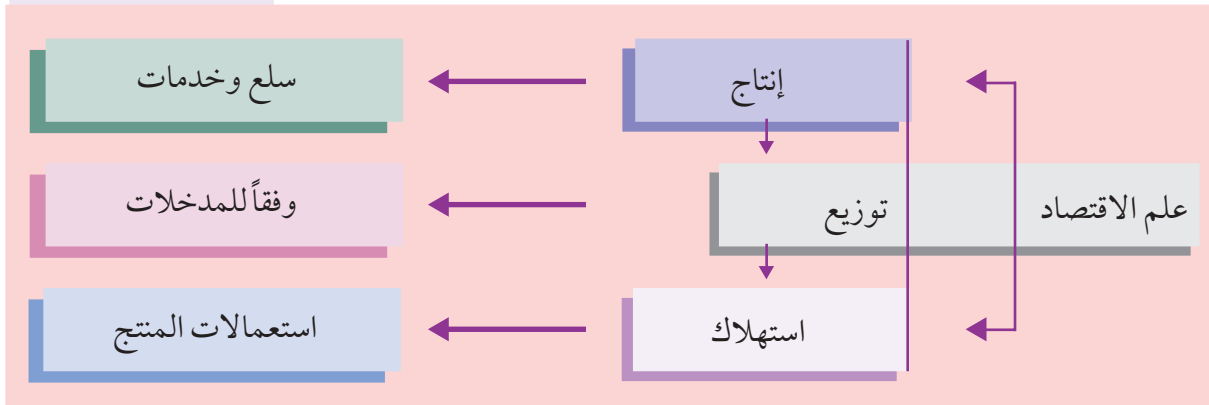 إنتاج
سلع وخدمات
علم الاقتصاد
توزيع
وفقاً للمدخلات
استهلاك
استعمالات المنتج